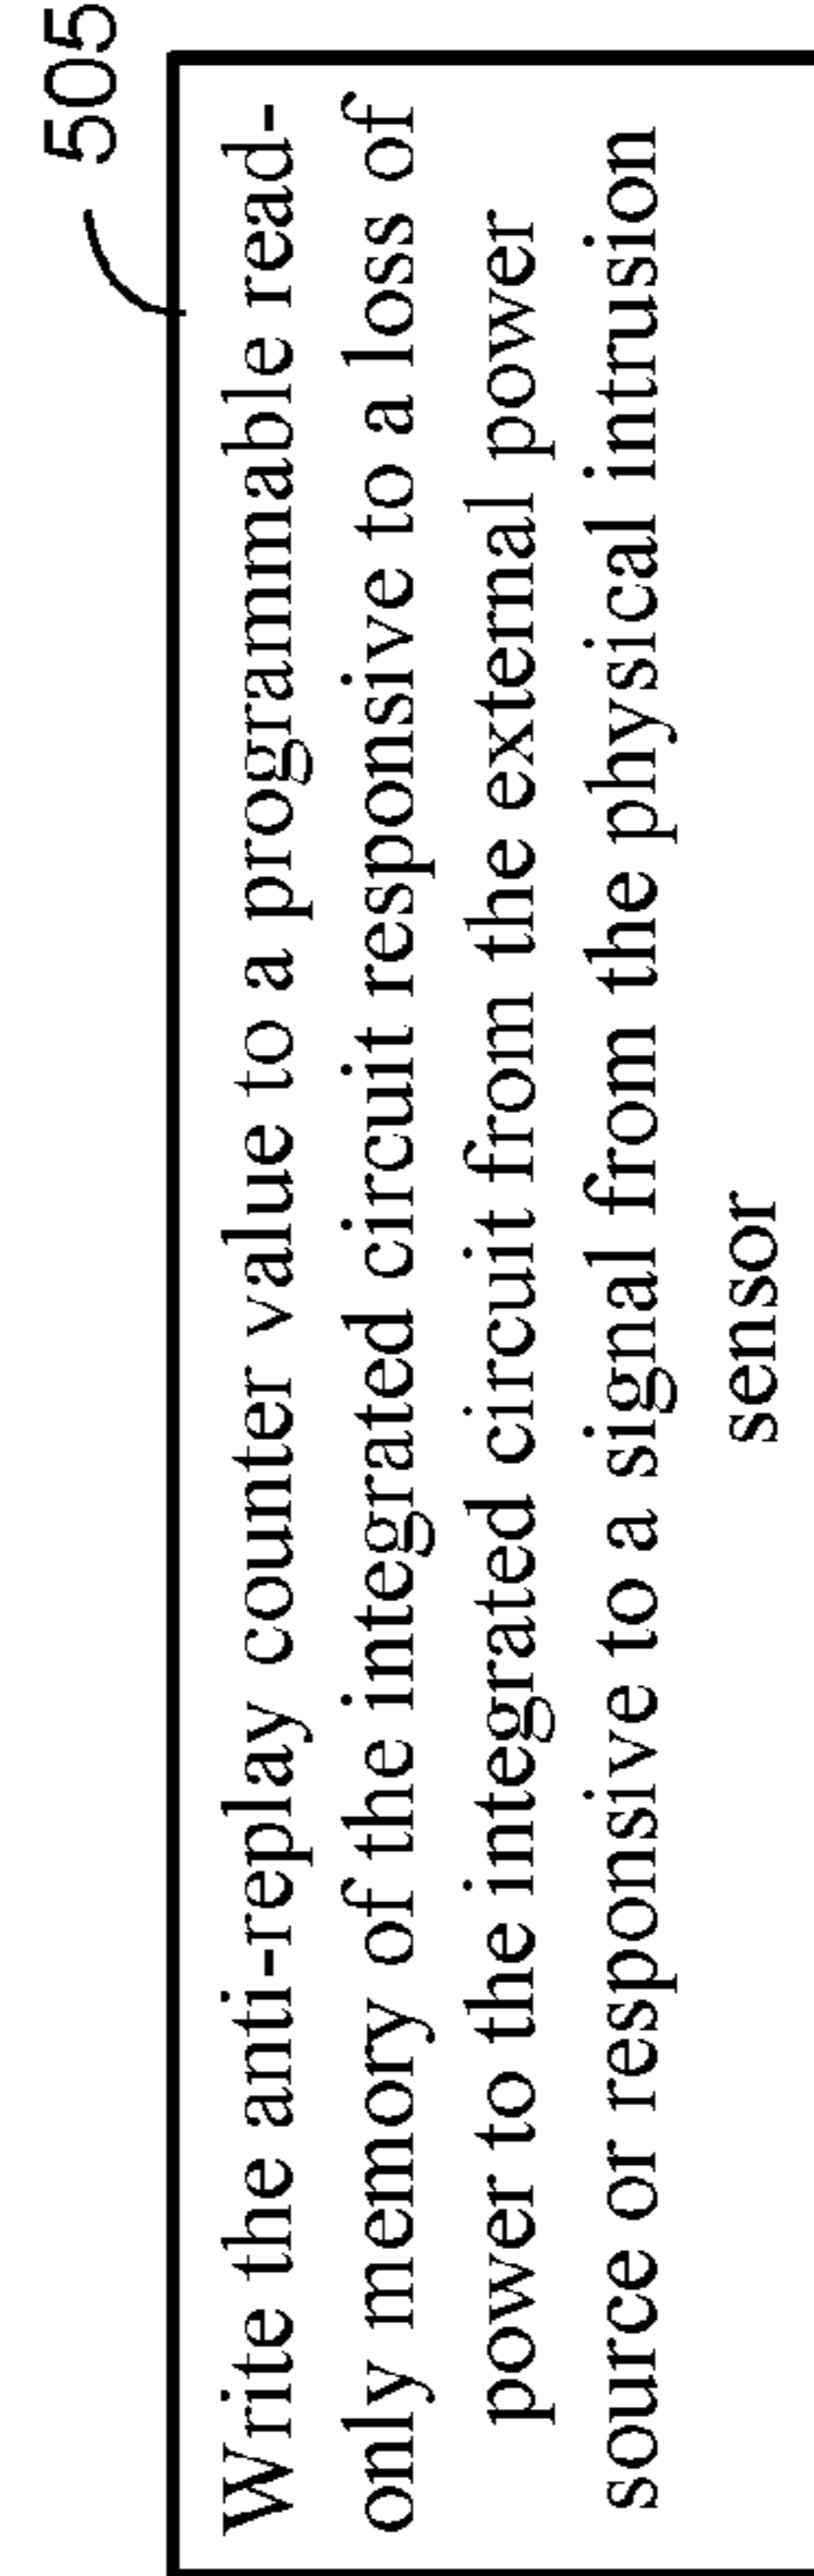 505
Write the anti-replay counter value to a programmable read-
only memory of the integrated circuit responsive to a loss of
power to the integrated circuit from the external power
source or responsive to a signal from the physical intrusion
sensor